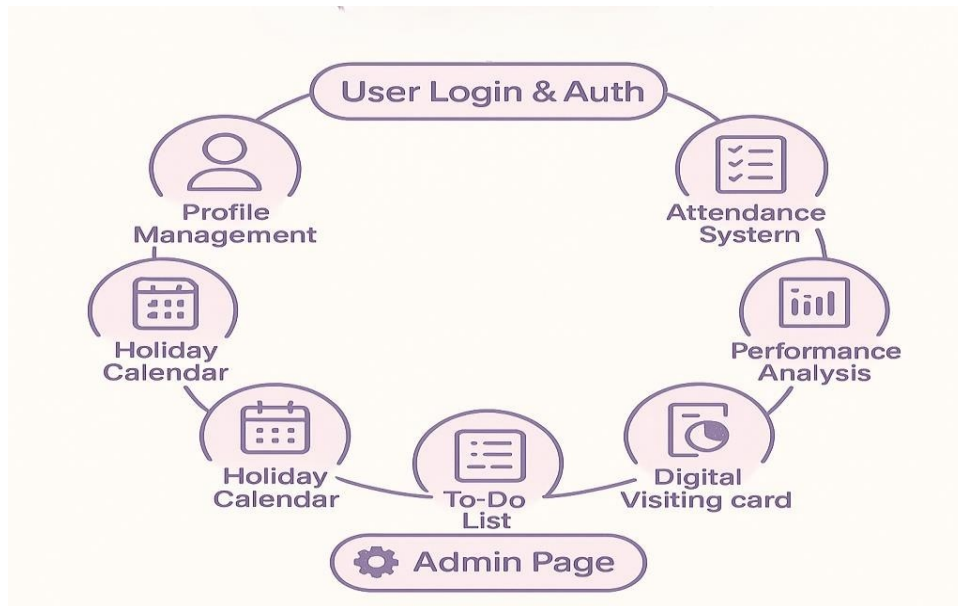 User Login & Auth
Profile
Management
Attendance
Systern
Holiday
Calendar
Performance
Analysis
Holiday
Calendar
To-Do
List
Digital
Visiting card
Admin Page